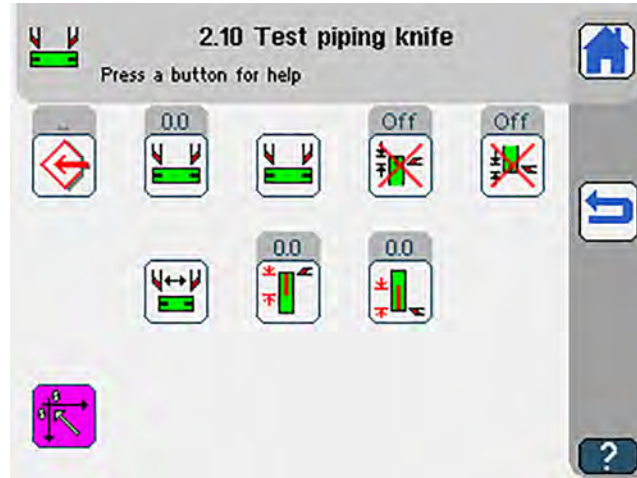 2.10 Test piping knife
Press a button for help
.. 0.0 Off Off
0.0 0.0
?